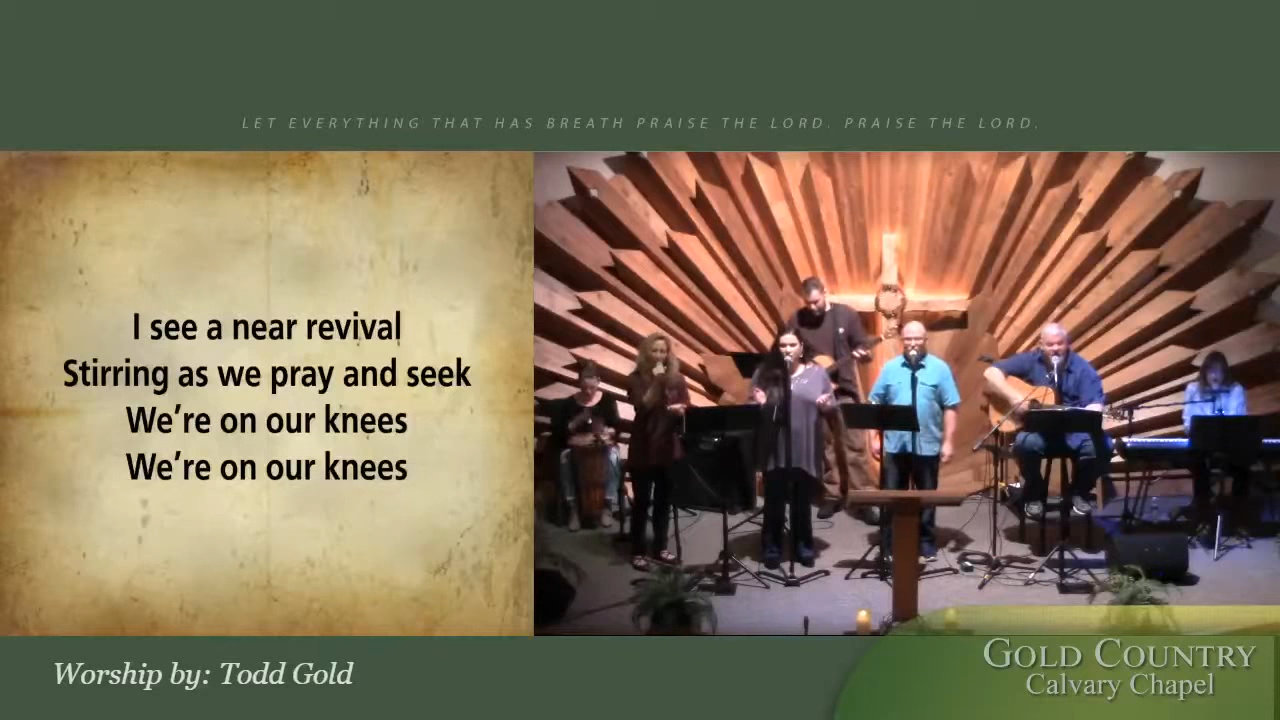 LET EVERYTHING THAT HAS BREATH PRAISE THE LORD. PRAISE THE LORD.
I see a near revival
Stirring as we pray and seek
We're on our knees
We're on our knees
Worship by: Todd Gold
GOLD COUNTRY
Calvary Chapel